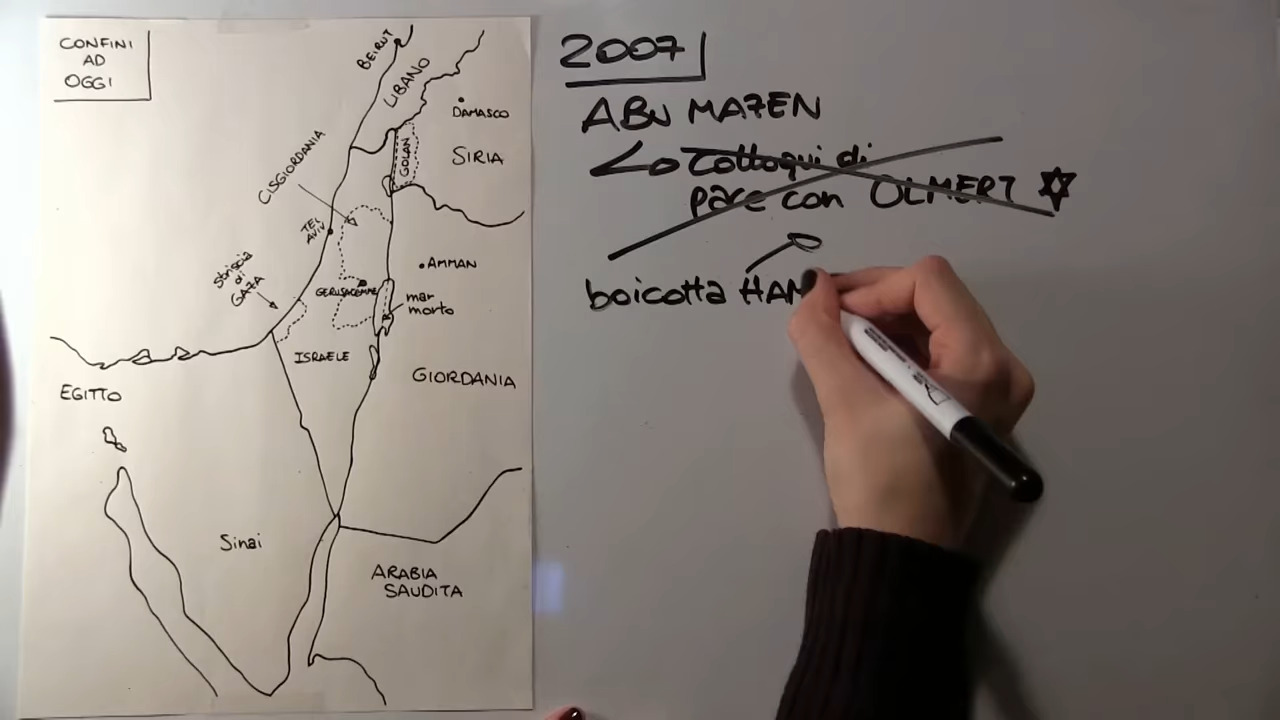 CONFINI
AD
OGGI
BEIRUT
LIBANO
DAMASCO
SIRIA
GOLAN
CISGIORDANIA
TEL
AVIV
AMMAN
striscia
di
GAZA
GERUSALEMME
mar
morto
ISRAELE
GIORDANIA
EGITTO
Sinai
ARABIA
SAUDITA
2007
ABU MAZEN
Colloqui di
pace con OLMERT
boicotta HAM